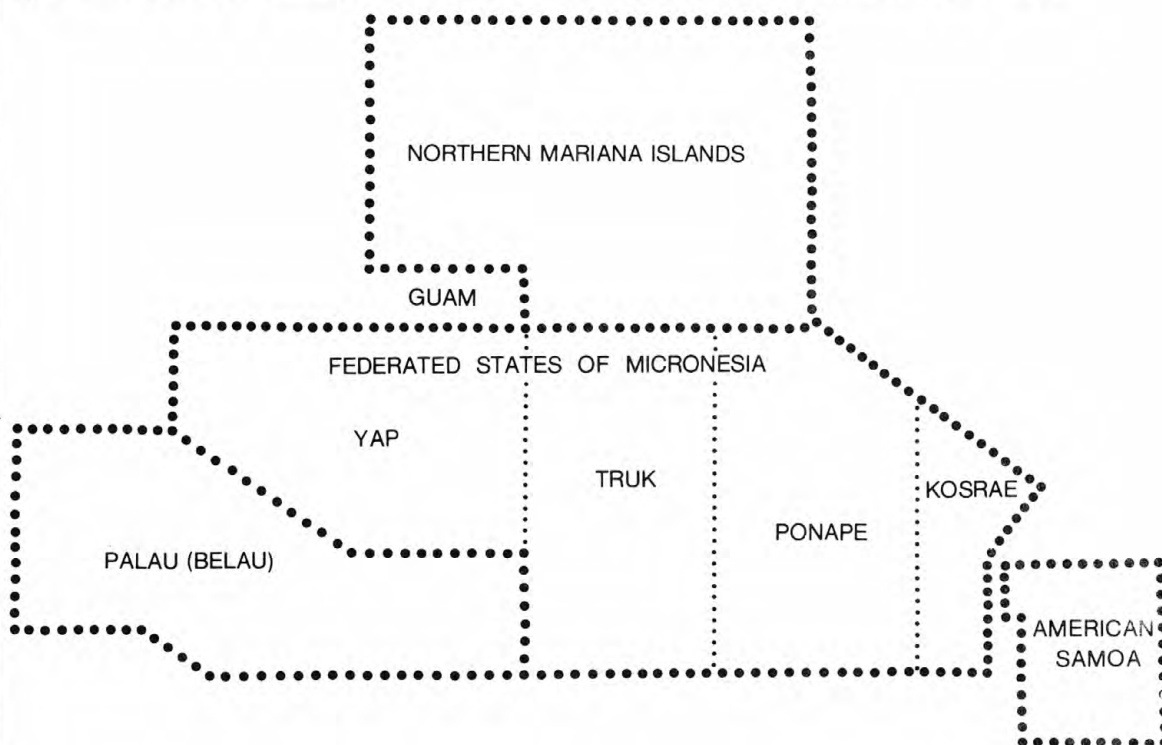 NORTHERN MARIANA ISLANDS
GUAM
FEDERATED STATES OF MICRONESIA
YAP
TRUK
KOSRAE
PONAPE
PALAU (BELAU)
AMERICAN
SAMOA